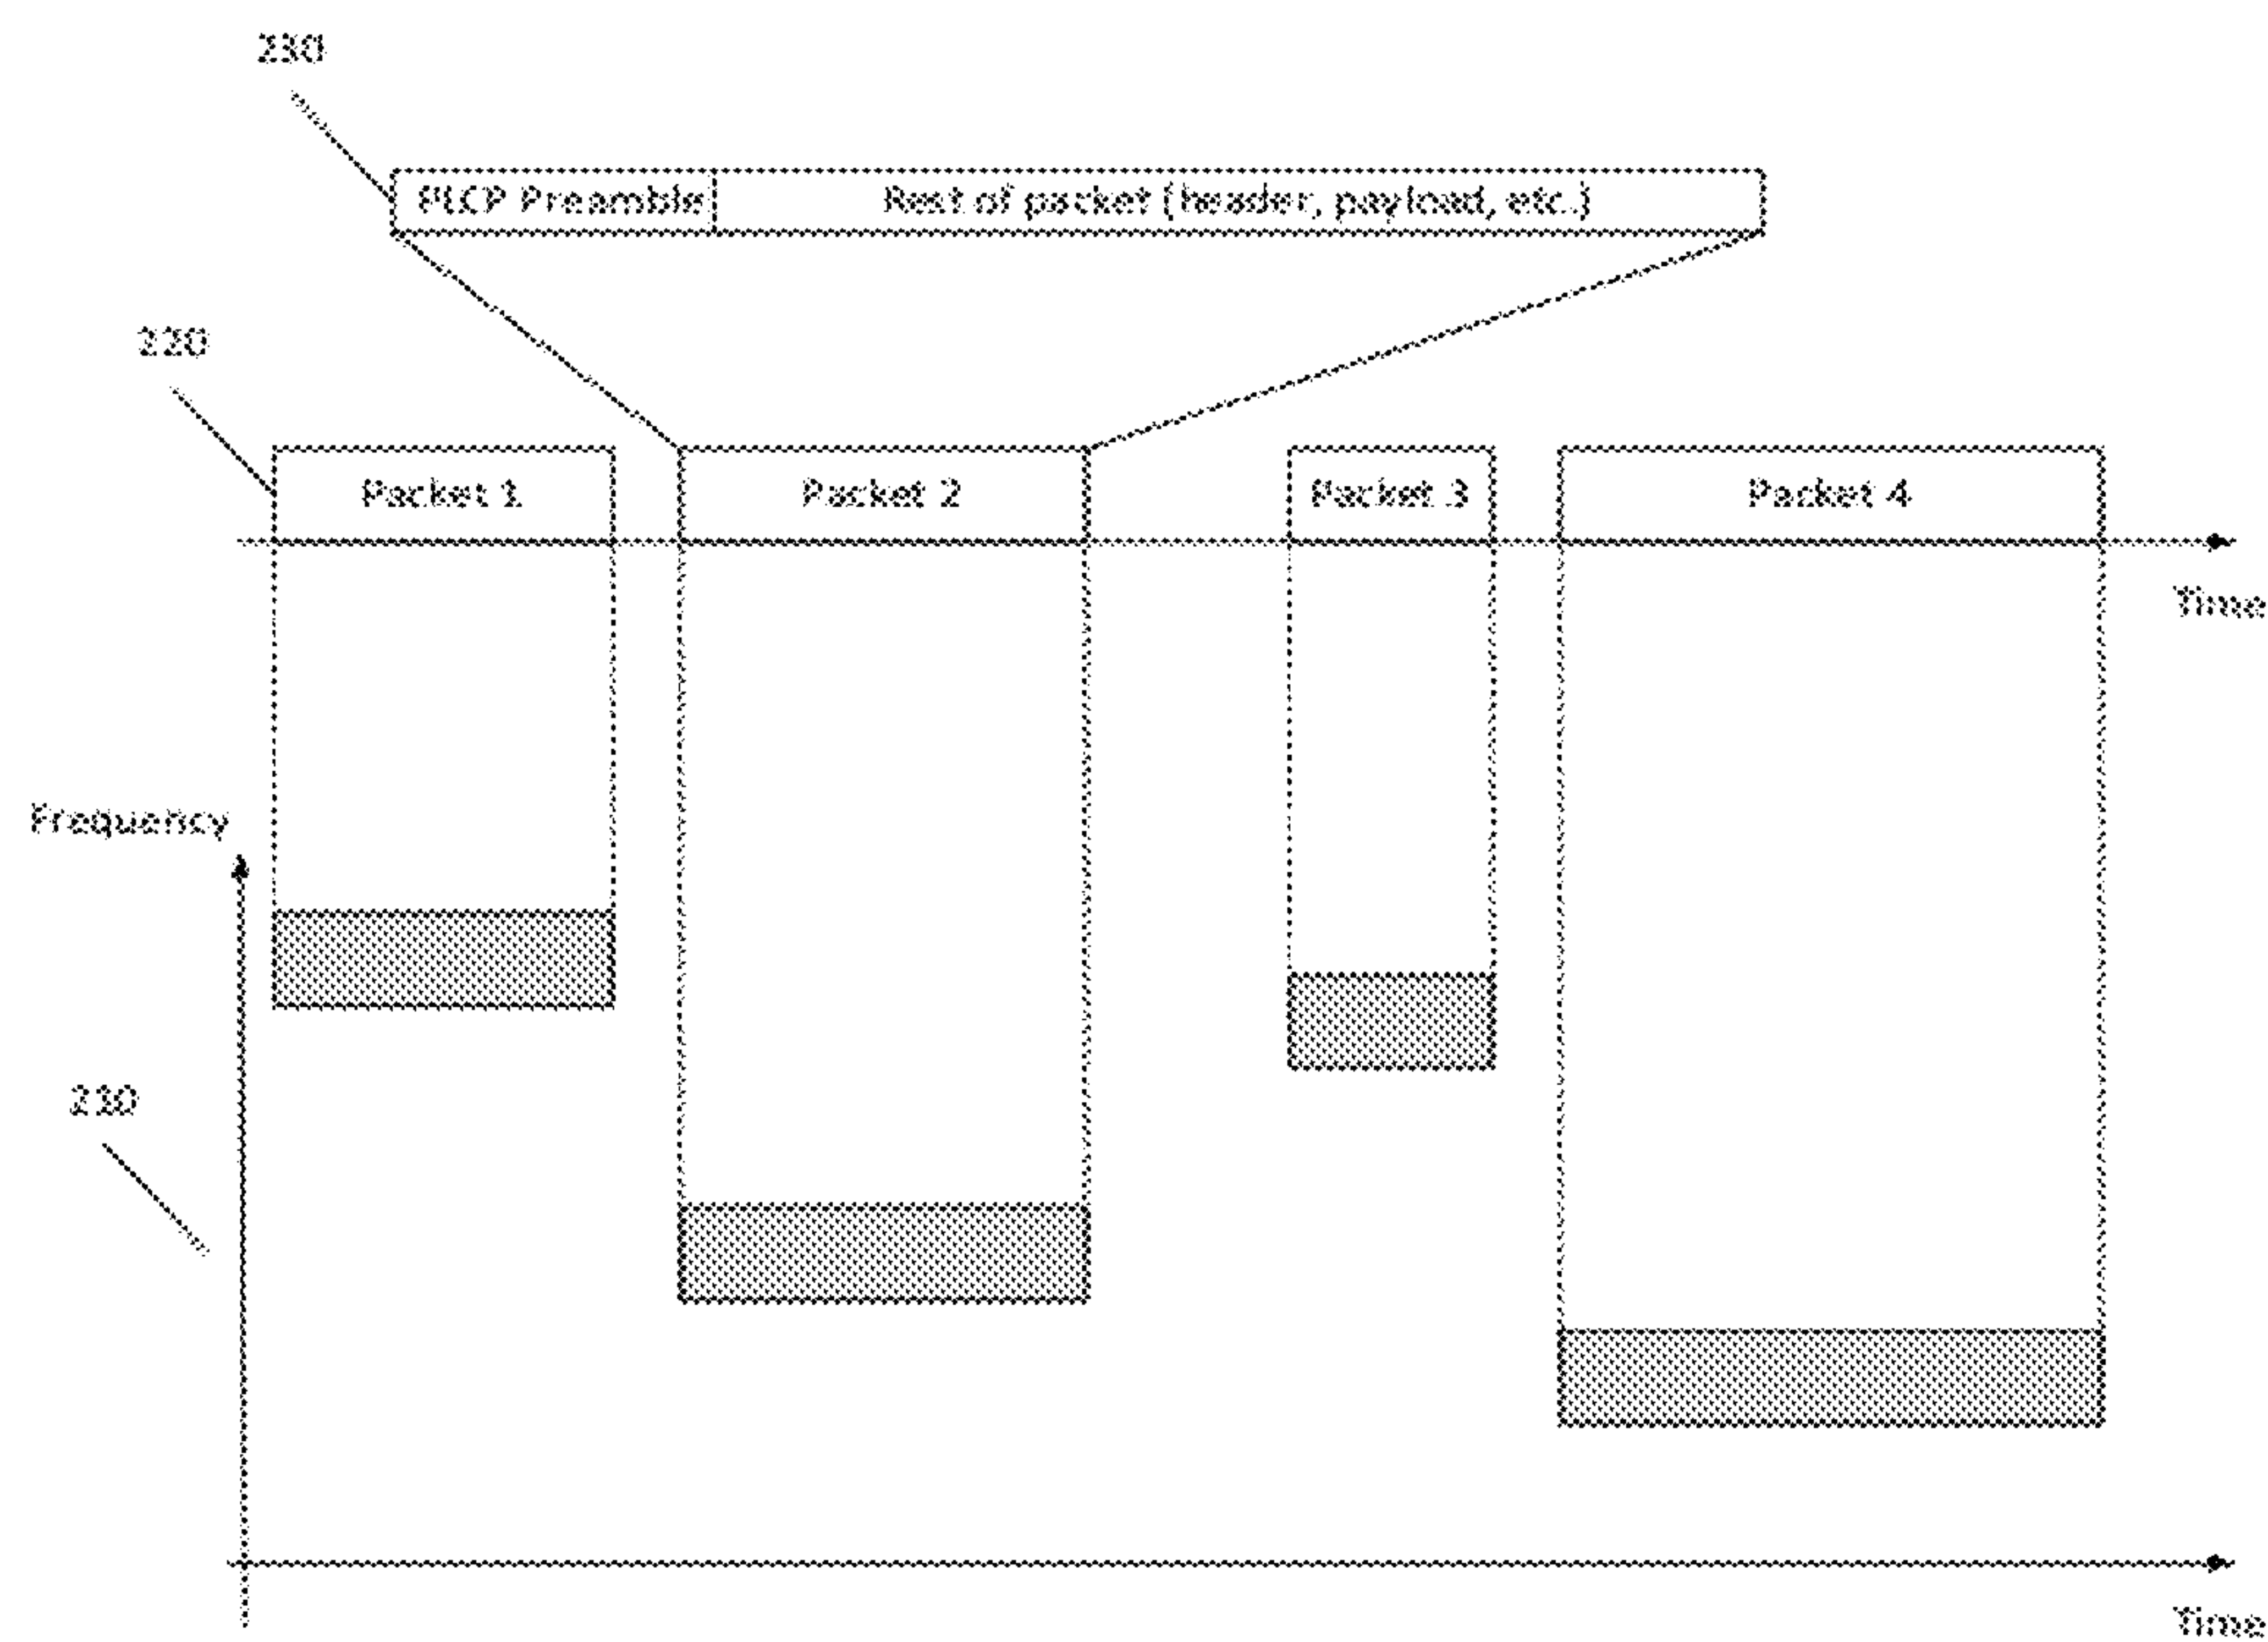 230
PLCP Preamble
Rest of packet (header, payload, etc.)
220
Packet 1
Packet 2
Packet 3
Packet 4
Time
Frequency
210
Time